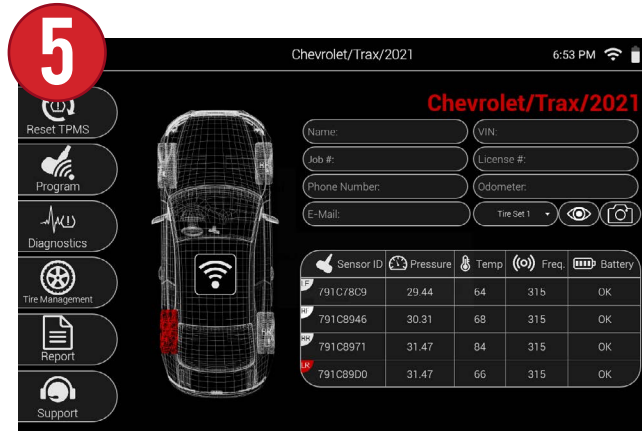 5
Chevrolet/Trax/2021
6:53 PM
Chevrolet/Trax/2021
Reset TPMS
Program
Diagnostics
Tire Management
Report
Support
Name:
VIN:
Job #:
License #:
Phone Number:
Odometer:
E-Mail:
Tire Set 1
Sensor ID Pressure Temp Freq. Battery
LF 791C78C9 29.44 64 315 OK
791C8946 30.31 68 315 OK
791C8971 31.47 84 315 OK
LR 791C89D0 31.47 66 315 OK